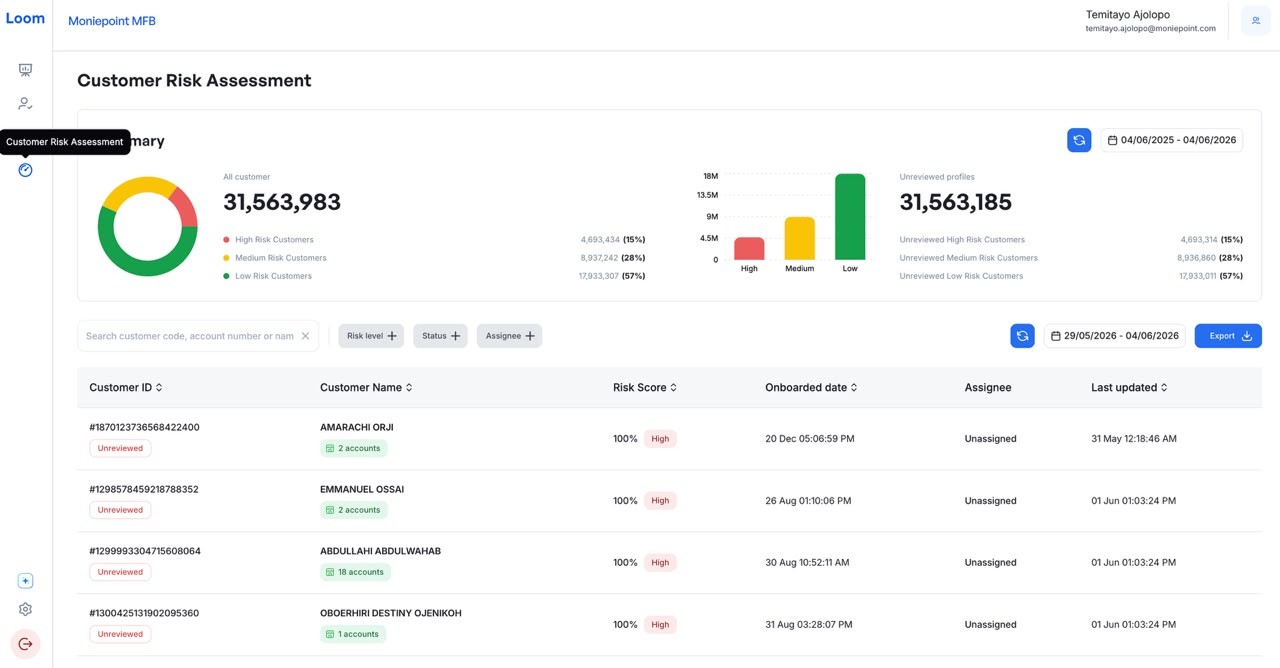 Loom
Moniepoint MFB
Temitayo Ajolopo
temitayo.ajolopo@moniepoint.com
Customer Risk Assessment
Customer Risk Assessment
mary
04/06/2025 - 04/06/2026
All customer
31,563,983
High Risk Customers 4,693,434 (15%)
Medium Risk Customers 8,937,242 (28%)
Low Risk Customers 17,933,307 (57%)
18M
13.5M
9M
4.5M
0
High Medium Low
Unreviewed profiles
31,563,185
Unreviewed High Risk Customers 4,693,314 (15%)
Unreviewed Medium Risk Customers 8,936,860 (28%)
Unreviewed Low Risk Customers 17,933,011 (57%)
Search customer code, account number or nam
Risk level
Status
Assignee
29/05/2026 - 04/06/2026
Export
Customer ID Customer Name Risk Score Onboarded date Assignee Last updated
#1870123736568422400 AMARACHI ORJI
100% High 20 Dec 05:06:59 PM Unassigned 31 May 12:18:46 AM
Unreviewed 2 accounts
#1298578459218788352 EMMANUEL OSSAI
100% High 26 Aug 01:10:06 PM Unassigned 01 Jun 01:03:24 PM
Unreviewed 2 accounts
#1299993304715608064 ABDULLAHI ABDULWAHAB
100% High 30 Aug 10:52:11 AM Unassigned 01 Jun 01:03:24 PM
Unreviewed 18 accounts
#1300425131902095360 OBOERHIRI DESTINY OJENIKOH
100% High 31 Aug 03:28:07 PM Unassigned 01 Jun 01:03:24 PM
Unreviewed 1 accounts